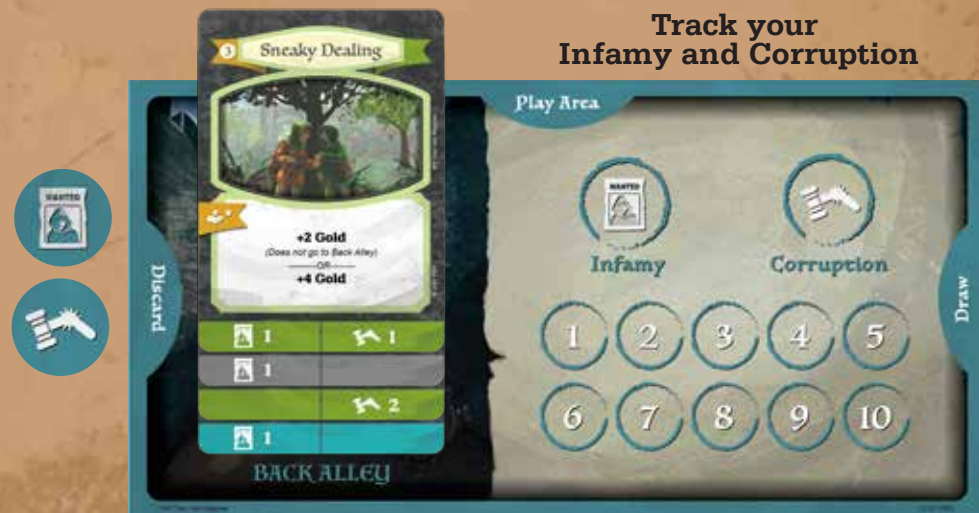 Track your
Infamy and Corruption
3 Sneaky Dealing
Play Area
WANTED
WANTED
+2 Gold
(Does not go to Back Alley)
OR
+4 Gold
Infamy
Corruption
Discard
Draw
1 1
1
2
1
1 2 3 4 5
6 7 8 9 10
BACK ALLEY